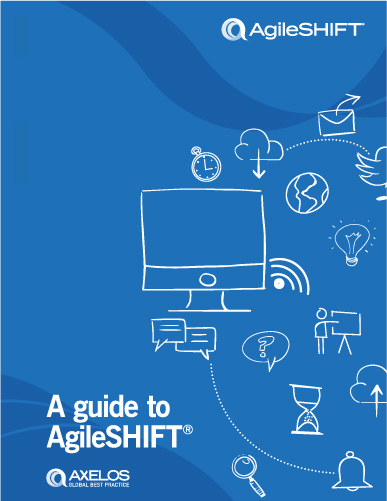 AgileSHIFT®
?
A guide to
AgileSHIFT®
AXELOS
GLOBAL BEST PRACTICE